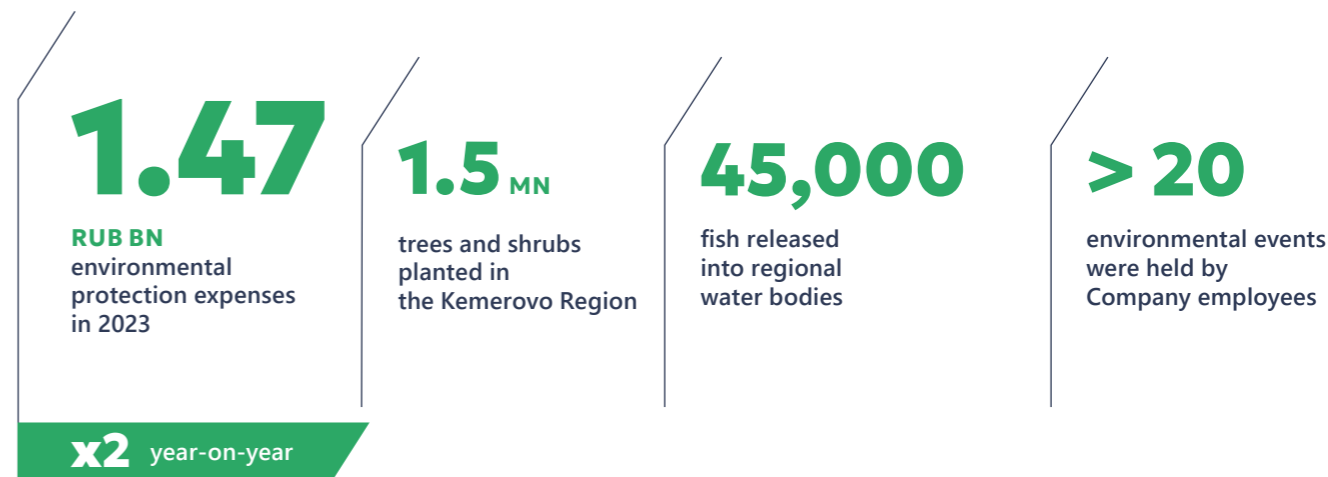 1.47
RUB BN
environmental
protection expenses
in 2023
x2 year-on-year
1.5 MN
trees and shrubs
planted in
the Kemerovo Region
45,000
fish released
into regional
water bodies
> 20
environmental events
were held by
Company employees